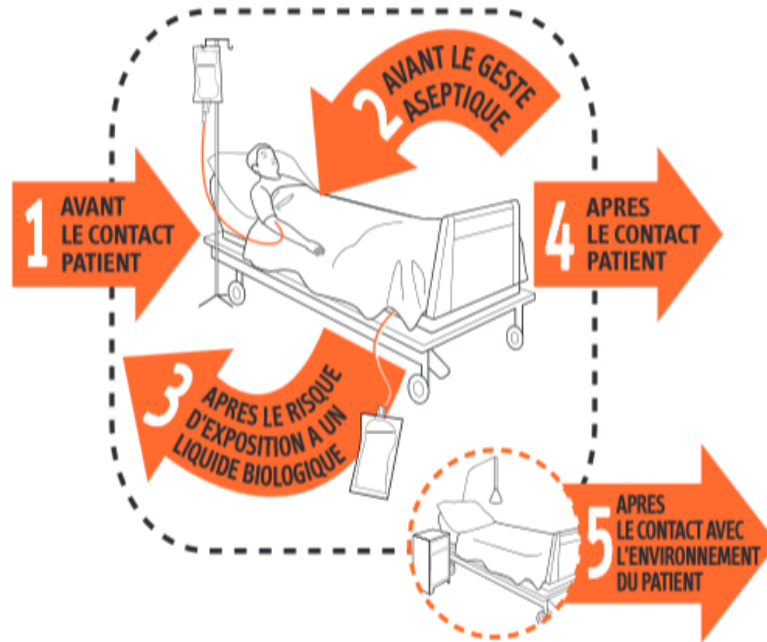 1 AVANT
LE CONTACT
PATIENT
2 AVANT LE GESTE
ASEPTIQUE
3 APRES LE RISQUE
D'EXPOSITION A UN
LIQUIDE BIOLOGIQUE
4 APRES
LE CONTACT
PATIENT
5 APRES
LE CONTACT AVEC
L'ENVIRONNEMENT
DU PATIENT